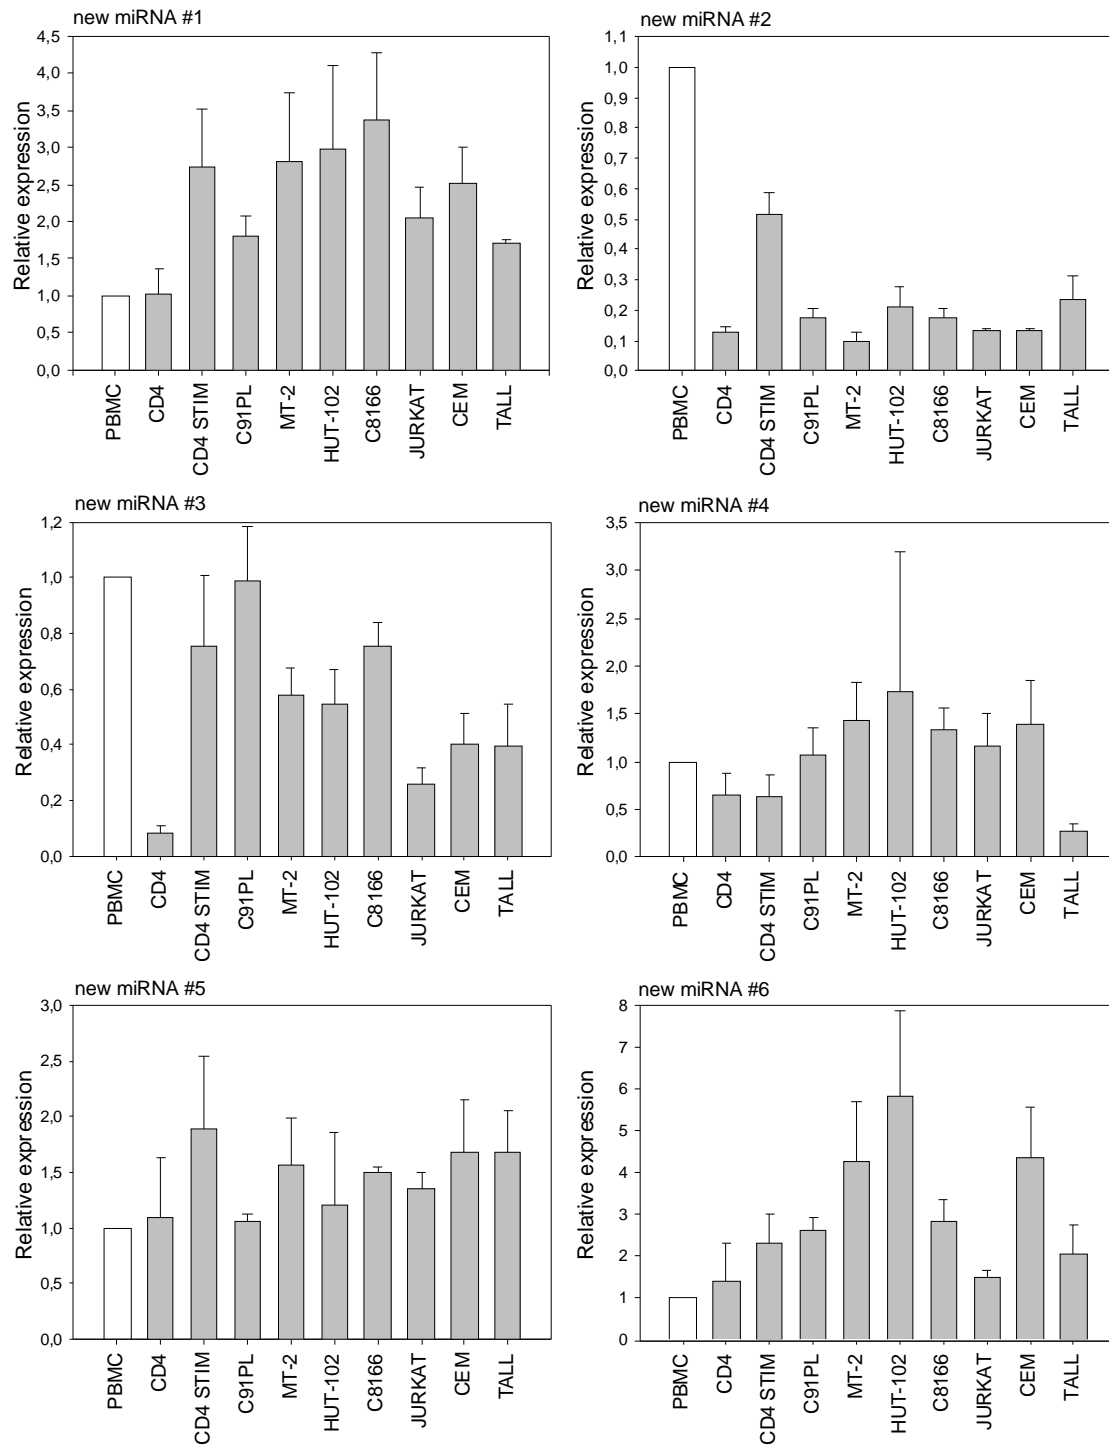 new miRNA #1
Relative expression
4,5
4,0
3,5
3,0
2,5
2,0
1,5
1,0
0,5
0,0
PBMC
CD4
CD4 STIM
C91PL
MT-2
HUT-102
C8166
JURKAT
CEM
TALL
new miRNA #2
Relative expression
1,1
1,0
0,9
0,8
0,7
0,6
0,5
0,4
0,3
0,2
0,1
0,0
PBMC
CD4
CD4 STIM
C91PL
MT-2
HUT-102
C8166
JURKAT
CEM
TALL
new miRNA #3
Relative expression
1,2
1,0
0,8
0,6
0,4
0,2
0,0
PBMC
CD4
CD4 STIM
C91PL
MT-2
HUT-102
C8166
JURKAT
CEM
TALL
new miRNA #4
Relative expression
3,5
3,0
2,5
2,0
1,5
1,0
0,5
0,0
PBMC
CD4
CD4 STIM
C91PL
MT-2
HUT-102
C8166
JURKAT
CEM
TALL
new miRNA #5
Relative expression
3,0
2,5
2,0
1,5
1,0
0,5
0,0
PBMC
CD4
CD4 STIM
C91PL
MT-2
HUT-102
C8166
JURKAT
CEM
TALL
new miRNA #6
Relative expression
8
7
6
5
4
3
2
1
0
PBMC
CD4
CD4 STIM
C91PL
MT-2
HUT-102
C8166
JURKAT
CEM
TALL